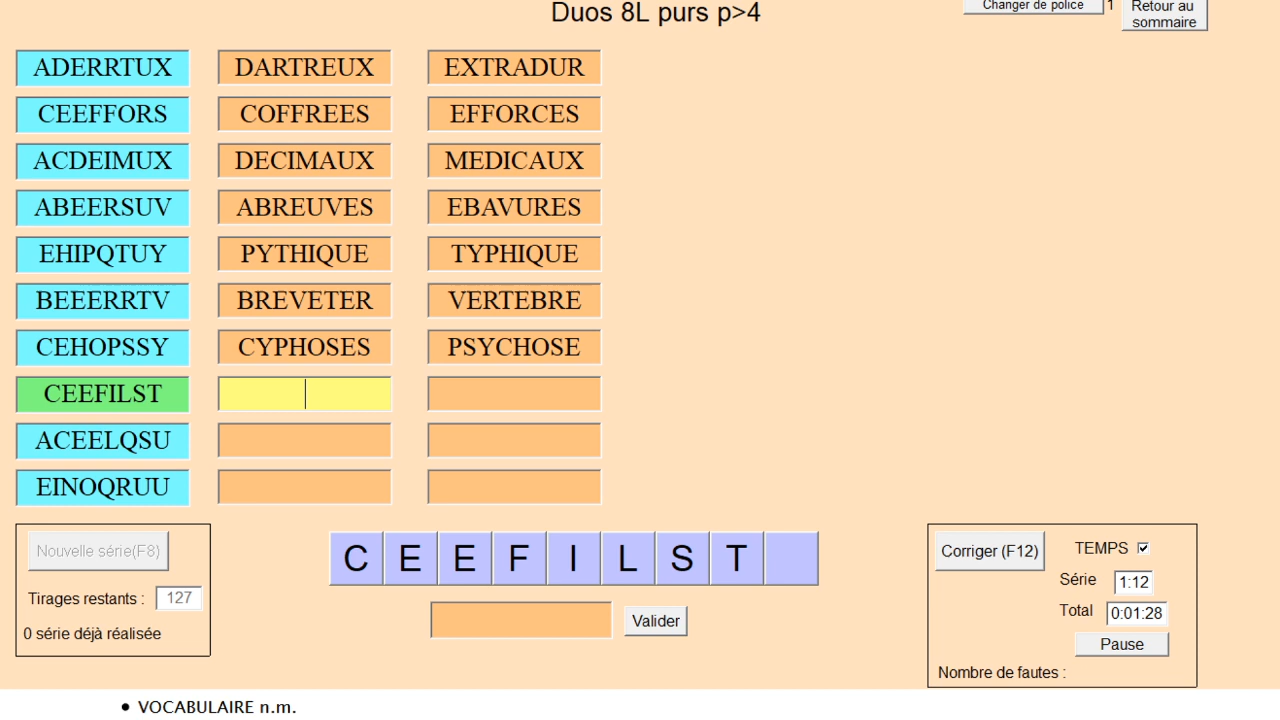 Duos 8L purs p>4
Changer de police 1 Retour au sommaire
ADERRTUX DARTREUX EXTRADUR
CEEFFORS COFFREES EFFORCES
ACDEIMUX DECIMAUX MEDICAUX
ABEERSUV ABREUVES EBAVURES
EHIPQTUY PYTHIQUE TYPHIQUE
BEEERRTV BREVETER VERTEBRE
CEHOPSSY CYPHOSES PSYCHOSE
CEEFILST
ACEELQSU
EINOQRUU
Nouvelle série(F8)
Tirages restants : 127
0 série déjà réalisée
C E E F I L S T
Valider
Corriger (F12) TEMPS
Série 1:12
Total 0:01:28
Pause
Nombre de fautes :
• VOCABULAIRE n.m.